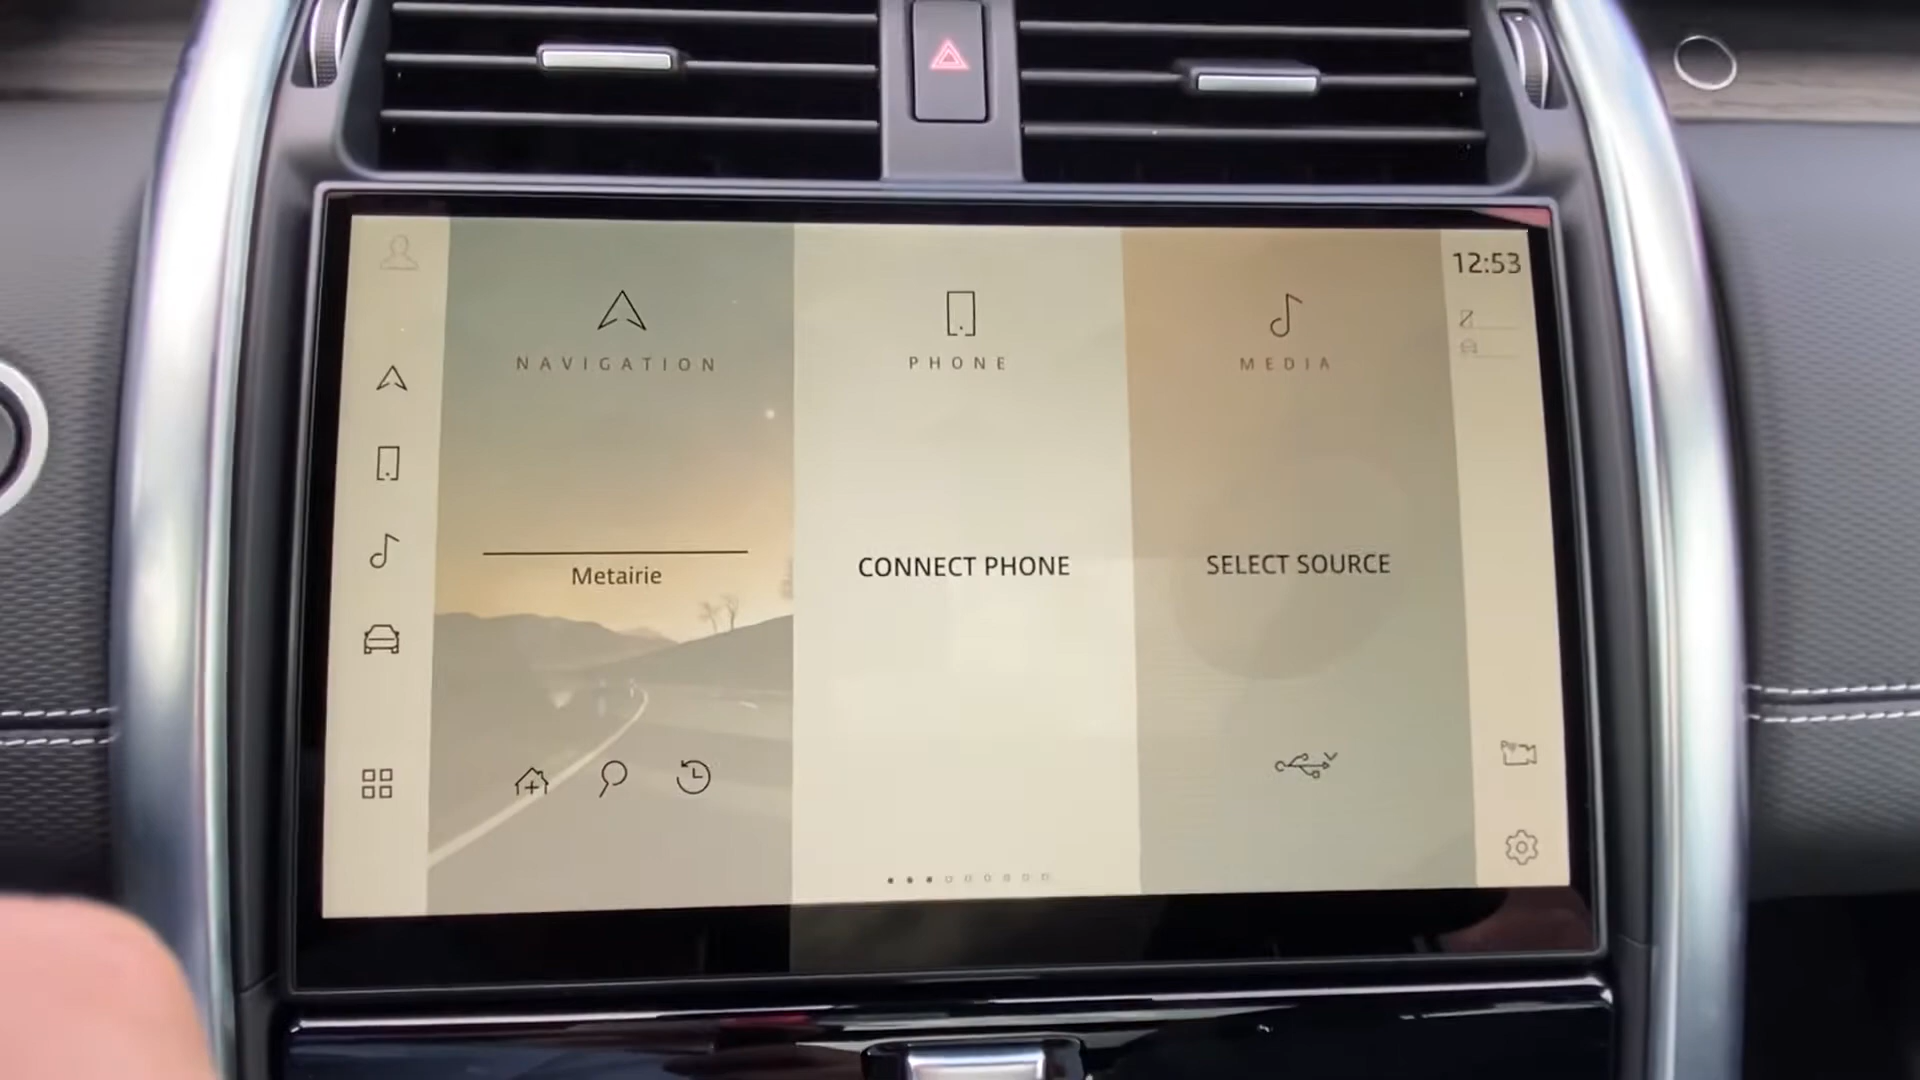 12:53
NAVIGATION
PHONE
MEDIA
Metairie
CONNECT PHONE
SELECT SOURCE